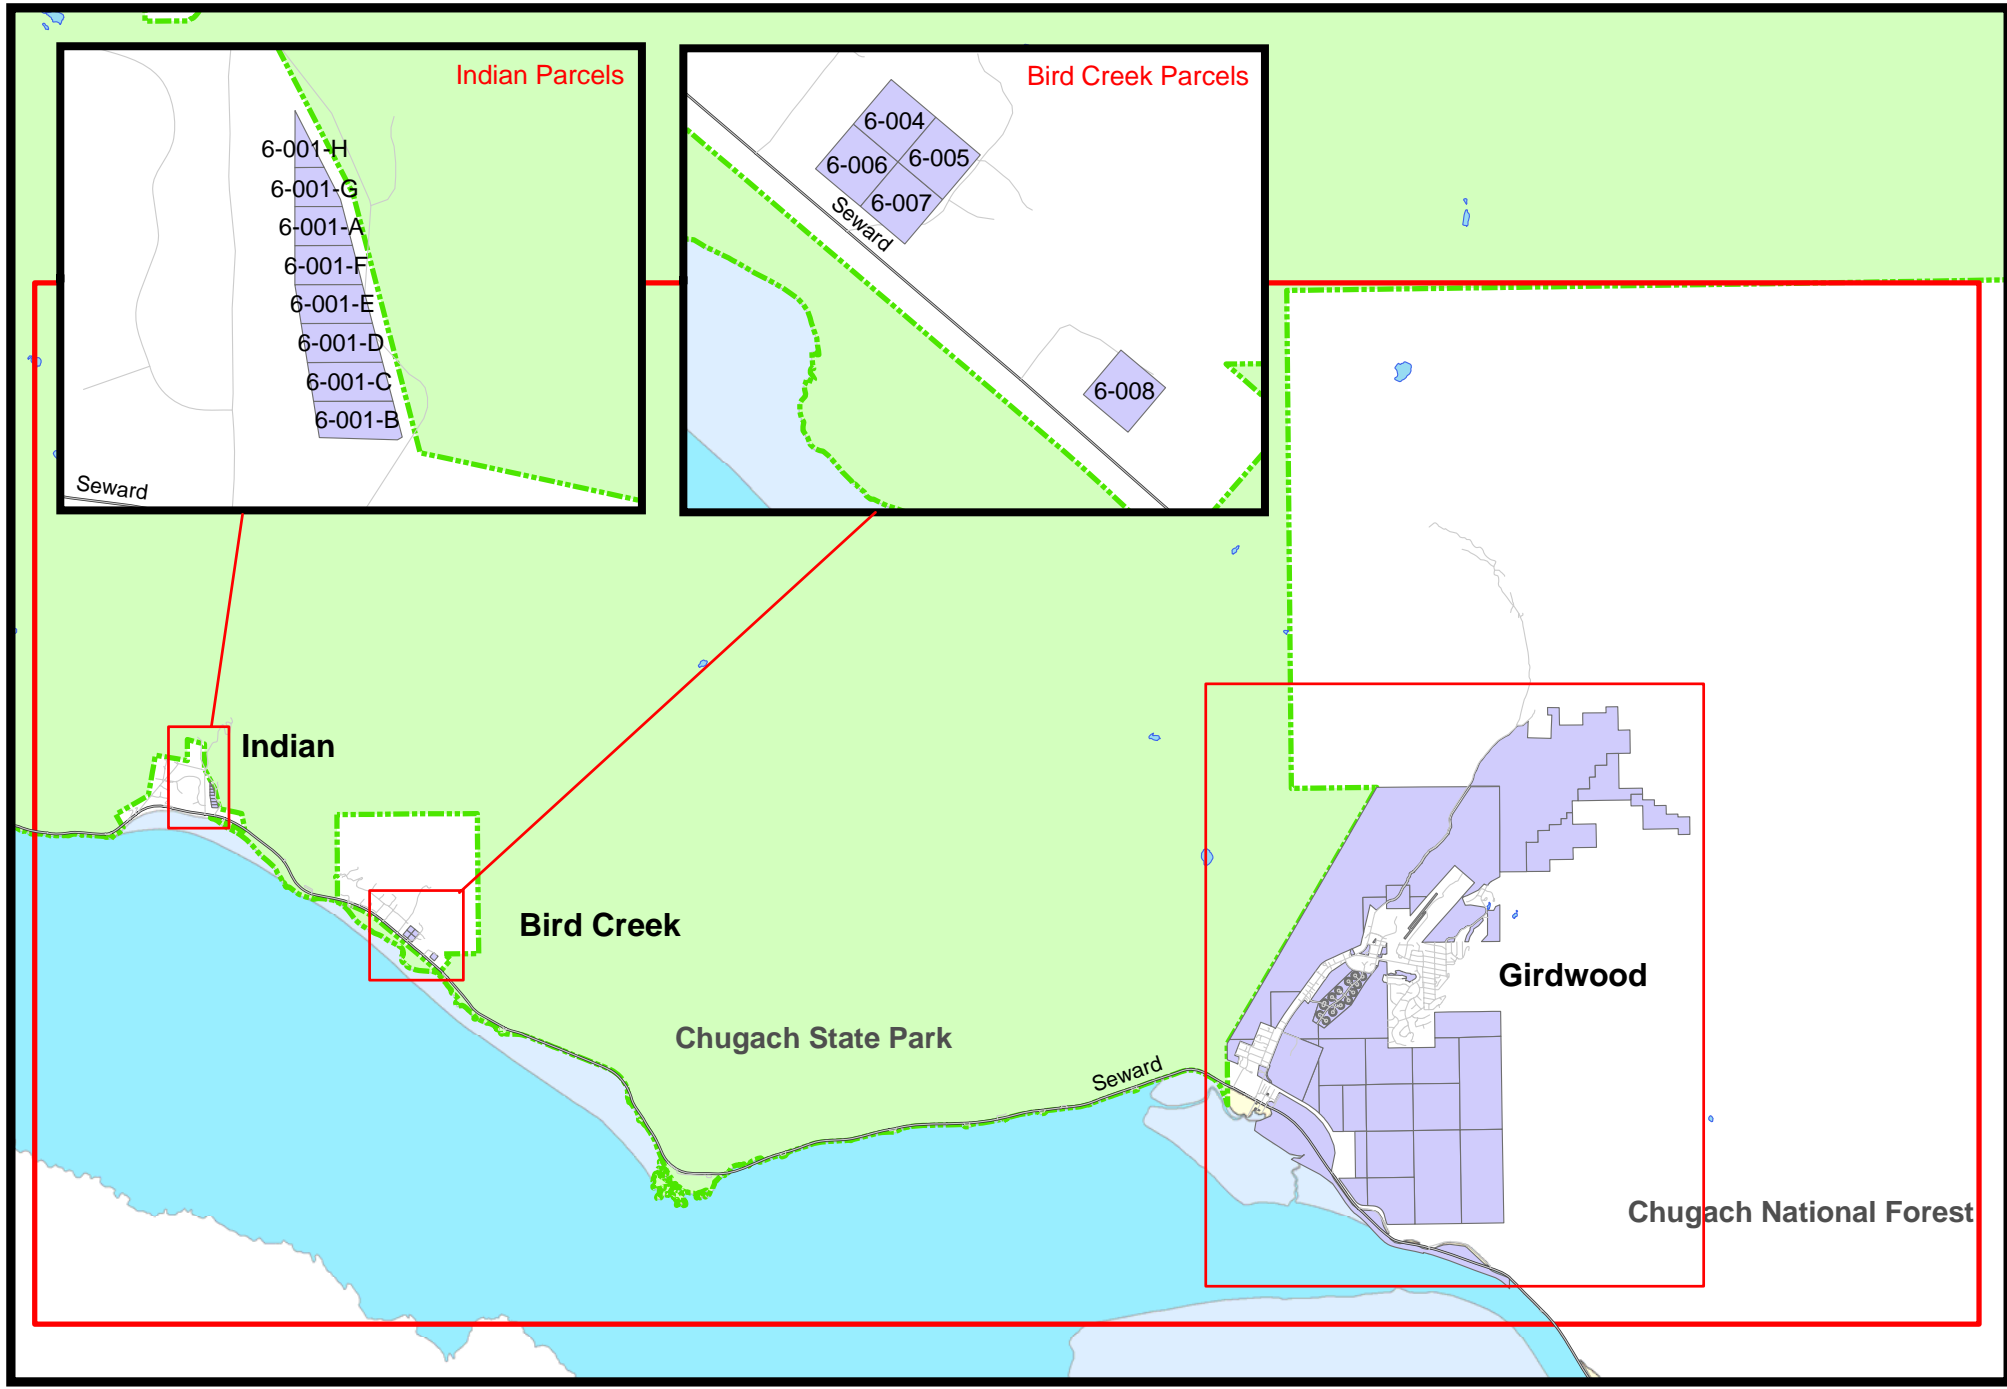 Indian Parcels
6-001-H
6-001-G
6-001-A
6-001-F
6-001-E
6-001-D
6-001-C
6-001-B
Seward
Bird Creek Parcels
6-004
6-005
6-006
6-007
Seward
6-008
Indian
Bird Creek
Girdwood
Chugach State Park
Seward
Chugach National Forest